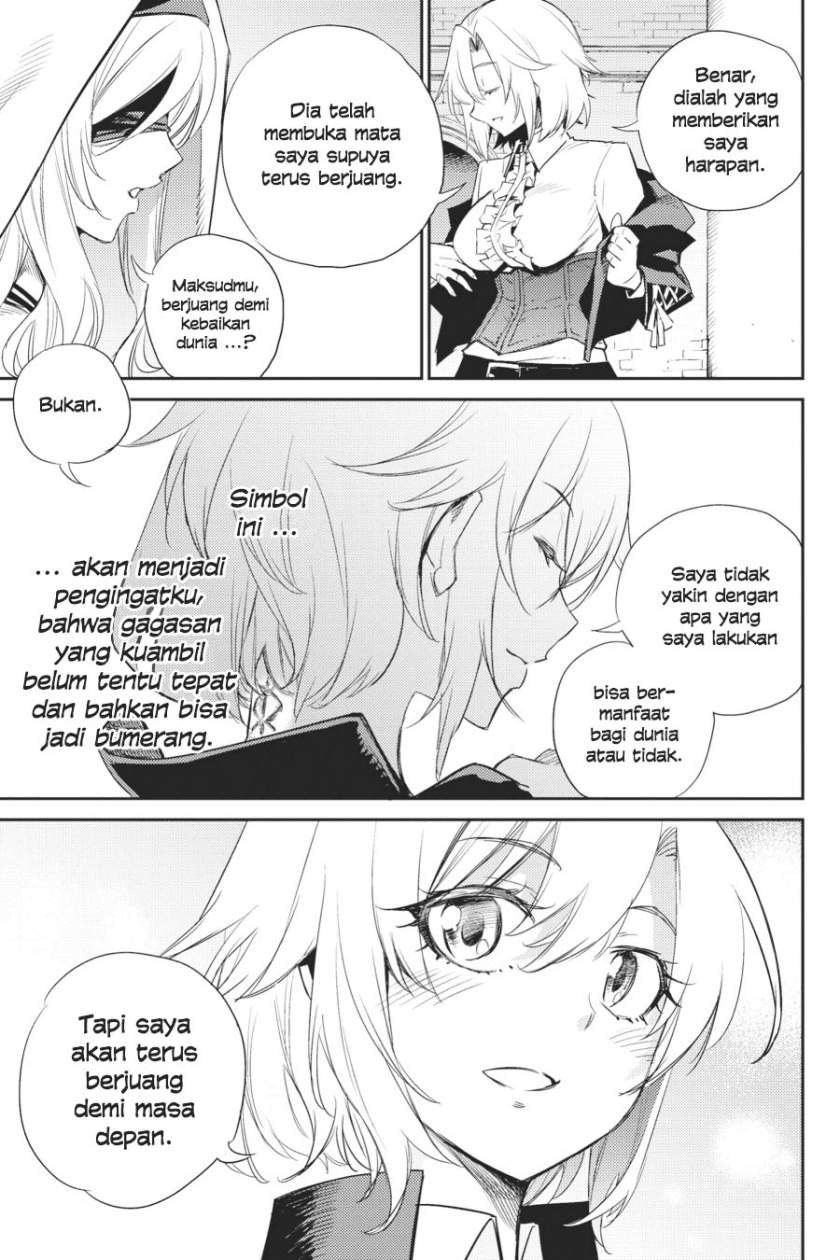 Benar,
dialah yang
memberikan
saya
harapan.
Dia telah
membuka mata
saya supuya
terus berjuang.
Maksudmu,
berjuang demi
kebaikan
dunia ...?
Bukan.
Saya tidak
yakin dengan
apa yang
saya lakukan
bisa ber-
manfaat
bagi dunia
atau tidak.
Simbol
ini ...
... akan menjadi
pengingatku,
bahwa gagasan
yang kuambil
belum tentu tepat
dan bahkan bisa
jadi bumerang.
Tapi saya
akan terus
berjuang
demi masa
depan.